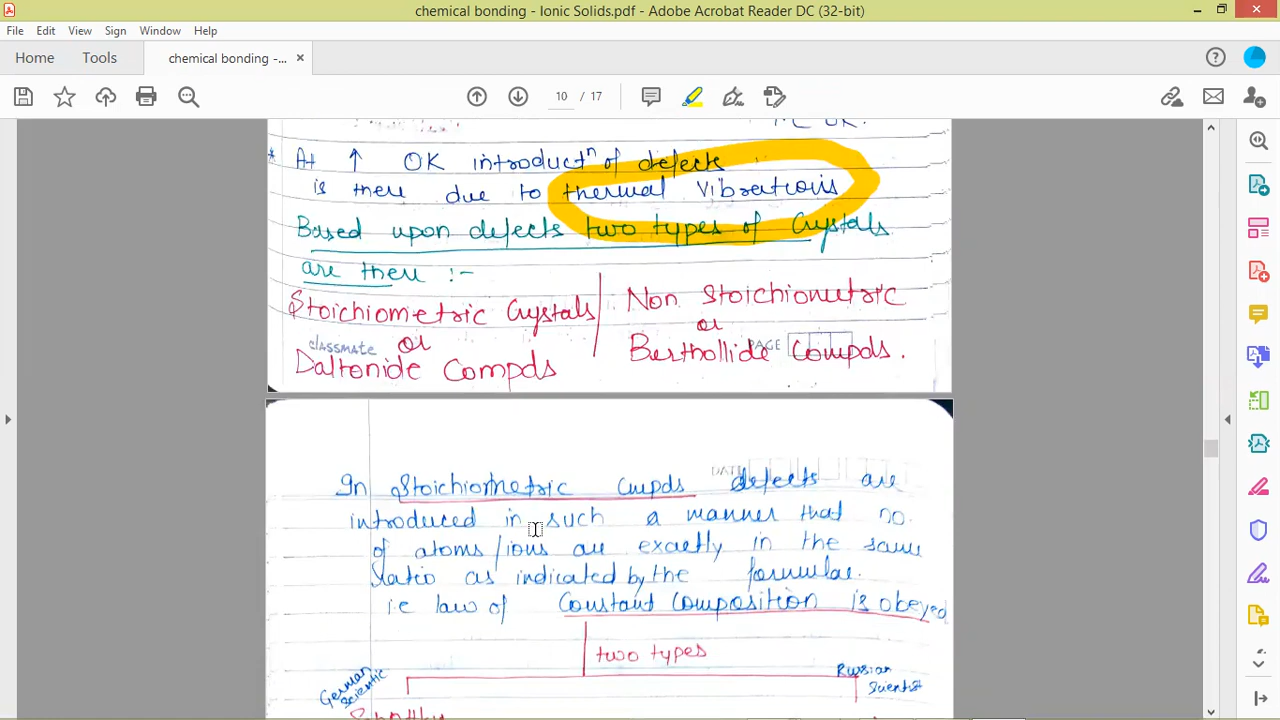 chemical bonding - Ionic Solids.pdf - Adobe Acrobat Reader DC (32-bit)
File Edit View Sign Window Help
Home Tools chemical bonding -... ×
10 / 17
OK.
* At ↑ OK introductⁿ of defects
is there due to thermal Vibrations
Based upon defects two types of Crystals
are there :-
Stoichiometric Crystals
or
Daltonide Compds
Non Stoichiometric
or
Berthollide Compds.
classmate
PAGE
DATE
In Stoichiometric Cmpds defects are
introduced in such a manner that no.
of atoms/ions are exactly in the same
ratio as indicated by the formulae.
i.e law of Constant Composition is obeyed
two types
German
Scientic
Russian
Scientist
Schottky